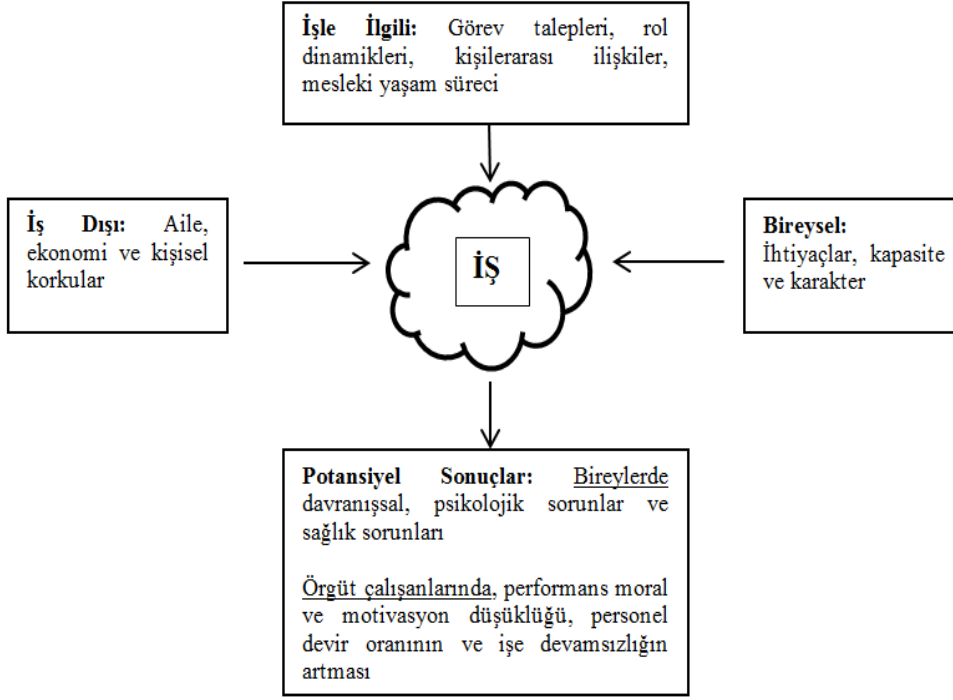 İşle İlgili: Görev talepleri, rol
dinamikleri, kişilerarası ilişkiler,
mesleki yaşam süreci
İş Dışı: Aile,
ekonomi ve kişisel
korkular
İŞ
Bireysel:
İhtiyaçlar, kapasite
ve karakter
Potansiyel Sonuçlar: Bireylerde
davranışsal, psikolojik sorunlar ve
sağlık sorunları
Örgüt çalışanlarında, performans moral
ve motivasyon düşüklüğü, personel
devir oranının ve işe devamsızlığın
artması